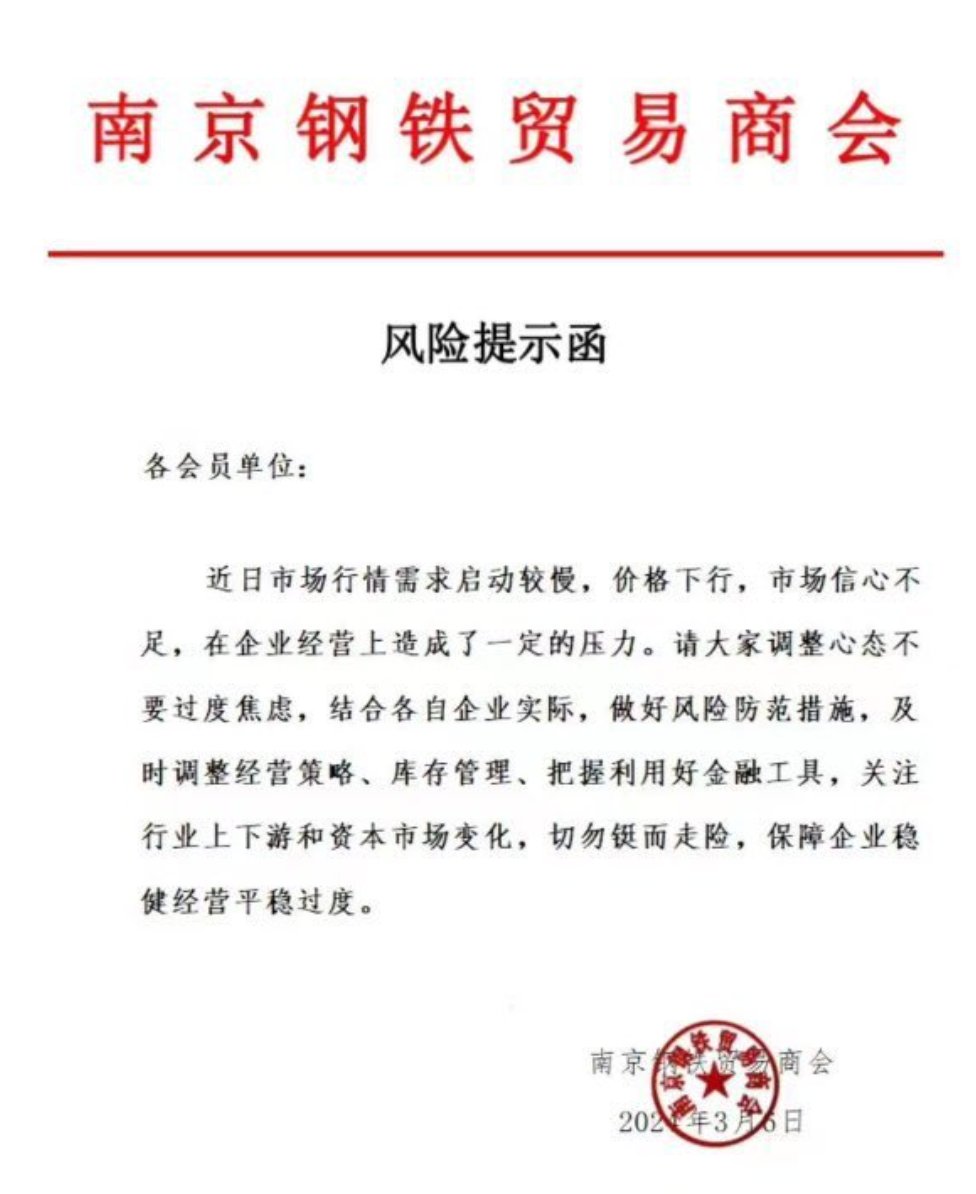 南京钢铁贸易商会
风险提示函
各会员单位：
近日市场行情需求启动较慢，价格下行，市场信心不
足，在企业经营上造成了一定的压力。请大家调整心态不
要过度焦虑，结合各自企业实际，做好风险防范措施，及
时调整经营策略、库存管理、把握利用好金融工具，关注
行业上下游和资本市场变化，切勿铤而走险，保障企业稳
健经营平稳过度。
南京钢铁贸易商会
2024年3月6日
南京钢铁贸易商会